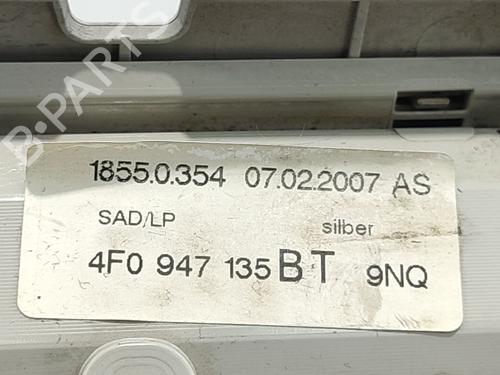 B-PARTS
1855.0.354 07.02.2007 AS
SAD/LP silber
4F0 947 135 BT 9NQ